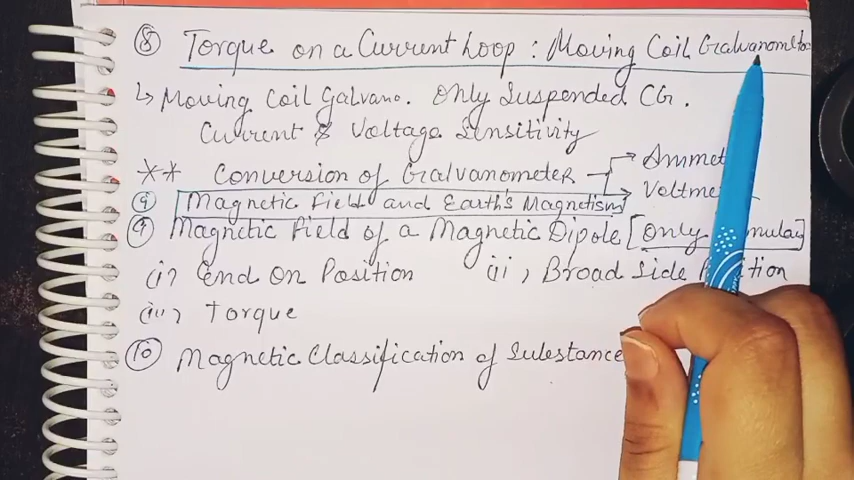 ⑧ Torque on a Current Loop : Moving Coil Galvanometer
↳ Moving Coil Galvano. Only Suspended CG.
Current & Voltage Sensitivity
** Conversion of Galvanometer → Ammet
Voltme
⑨ Magnetic Field and Earth's Magnetism
⑨ Magnetic Field of a Magnetic Dipole [only mulae]
(i) End On Position (ii) Broad Side tion
(iii) Torque
⑩ Magnetic Classification of Substance